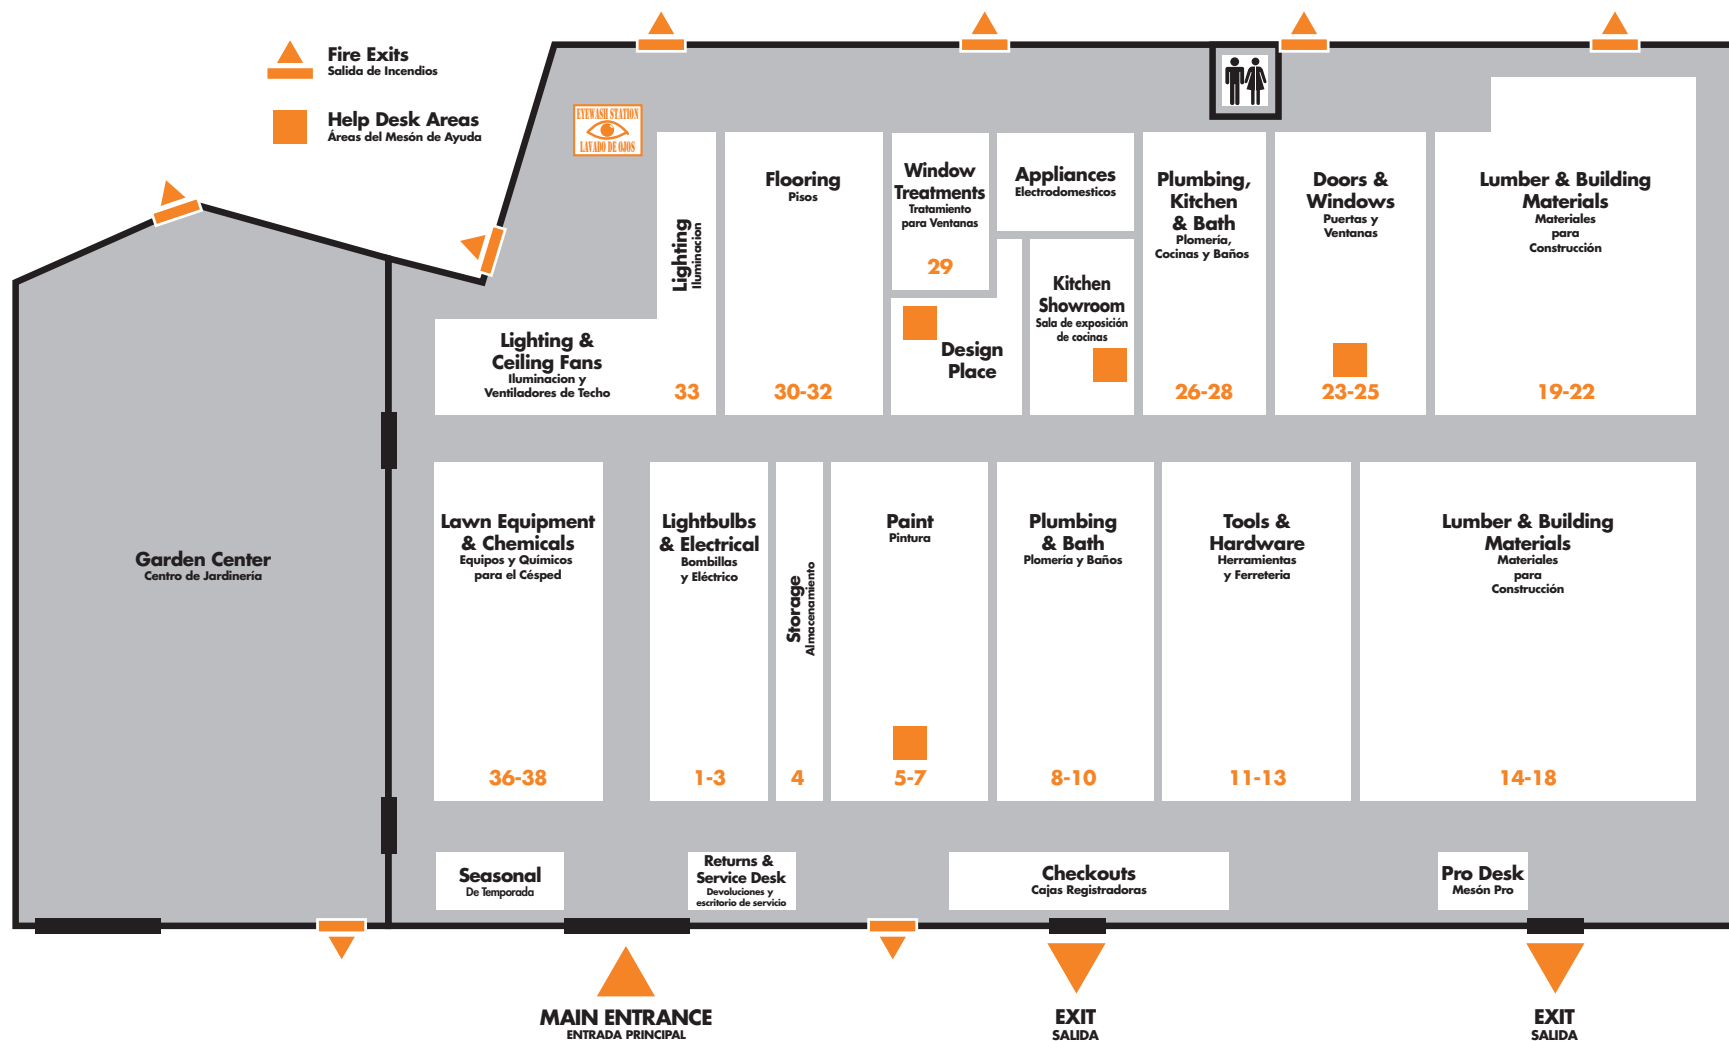 Fire Exits
Salida de Incendios
Help Desk Areas
Áreas del Mesón de Ayuda
EYEWASH STATION
LAVADO DE OJOS
Lighting
Iluminacion
Lighting &
Ceiling Fans
Iluminacion y
Ventiladores de Techo
33
Flooring
Pisos
30-32
Window
Treatments
Tratamiento
para Ventanas
29
Design
Place
Appliances
Electrodomesticos
Kitchen
Showroom
Sala de exposición
de cocinas
Plumbing,
Kitchen
& Bath
Plomería,
Cocinas y Baños
26-28
Doors &
Windows
Puertas y
Ventanas
23-25
Lumber & Building
Materials
Materiales
para
Construcción
19-22
Garden Center
Centro de Jardinería
Lawn Equipment
& Chemicals
Equipos y Químicos
para el Césped
36-38
Lightbulbs
& Electrical
Bombillas
y Eléctrico
1-3
Storage
Almacenamiento
4
Paint
Pintura
5-7
Plumbing
& Bath
Plomería y Baños
8-10
Tools &
Hardware
Herramientas
y Ferreteria
11-13
Lumber & Building
Materials
Materiales
para
Construcción
14-18
Seasonal
De Temporada
Returns &
Service Desk
Devoluciones y
escritorio de servicio
Checkouts
Cajas Registradoras
Pro Desk
Mesón Pro
MAIN ENTRANCE
ENTRADA PRINCIPAL
EXIT
SALIDA
EXIT
SALIDA